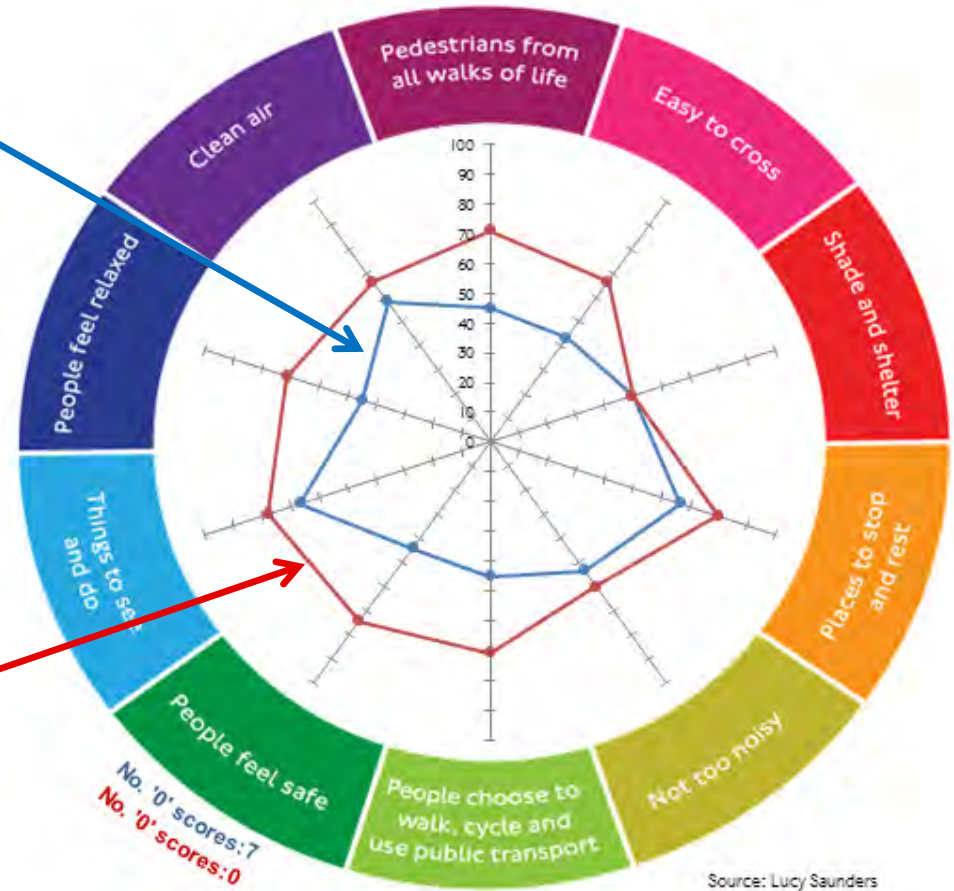 Pedestrians from
all walks of life
Easy to cross
Shade and shelter
Places to stop
and rest
Not too noisy
People choose to
walk, cycle and
use public transport
People feel safe
Things to see
and do
People feel relaxed
Clean air
100
90
80
70
60
50
40
30
20
10
0
No. '0' scores:7
No. '0' scores:0
Source: Lucy Saunders